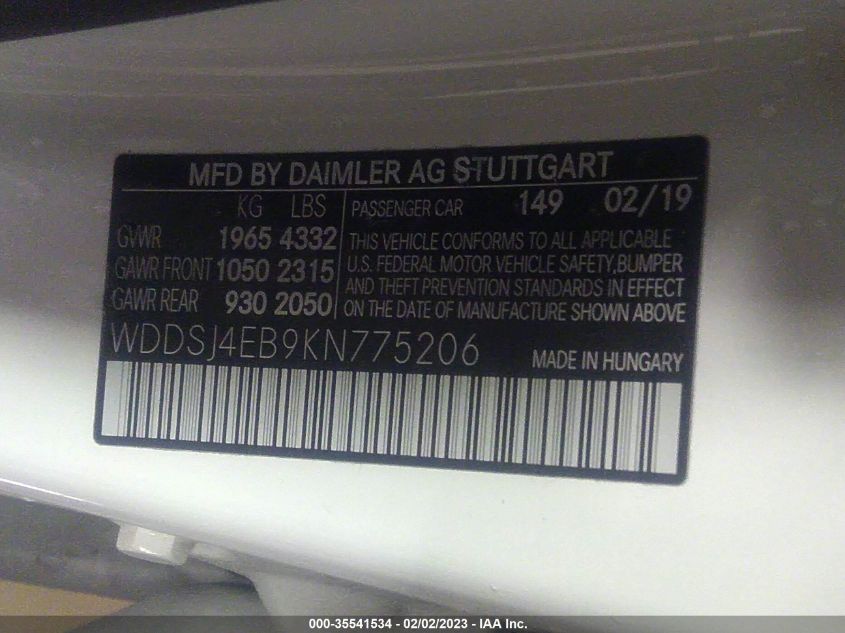 MFD BY DAIMLER AG STUTTGART
KG LBS
GVWR 1965 4332
GAWR FRONT 1050 2315
GAWR REAR 930 2050
PASSENGER CAR 149 02/19
THIS VEHICLE CONFORMS TO ALL APPLICABLE
U.S. FEDERAL MOTOR VEHICLE SAFETY,BUMPER
AND THEFT PREVENTION STANDARDS IN EFFECT
ON THE DATE OF MANUFACTURE SHOWN ABOVE
WDDSJ4EB9KN775206
MADE IN HUNGARY
000-35541534 - 02/02/2023 - IAA Inc.